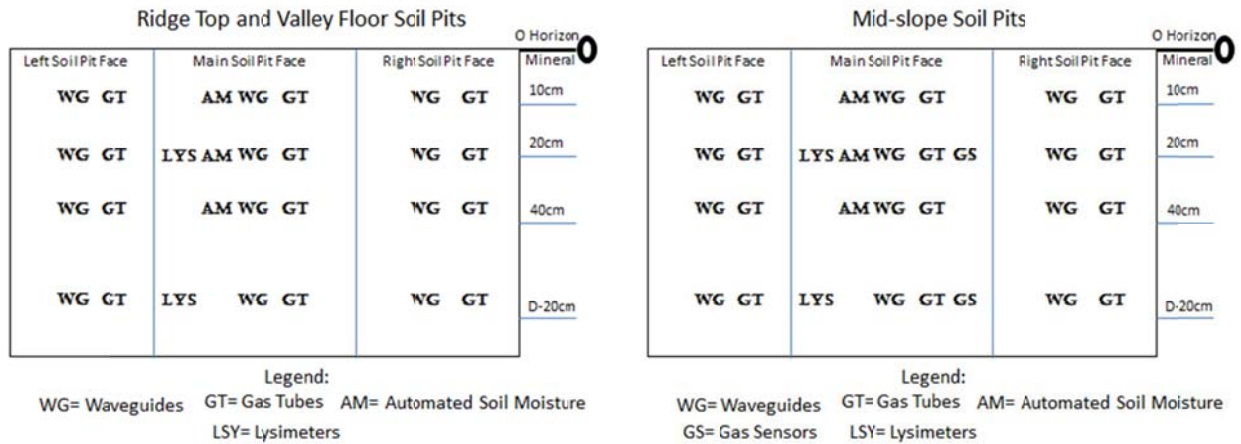 Ridge Top and Valley Floor Soil Pits
O Horizon
Left Soil Pit Face Main Soil Pit Face Right Soil Pit Face Mineral
WG GT AM WG GT WG GT 10cm
WG GT LYS AM WG GT WG GT 20cm
WG GT AM WG GT WG GT 40cm
WG GT LYS WG GT WG GT D-20cm
Legend:
WG= Waveguides GT= Gas Tubes AM= Automated Soil Moisture
LSY= Lysimeters
Mid-slope Soil Pits
O Horizon
Left Soil Pit Face Main Soil Pit Face Right Soil Pit Face Mineral
WG GT AM WG GT WG GT 10cm
WG GT LYS AM WG GT GS WG GT 20cm
WG GT AM WG GT WG GT 40cm
WG GT LYS WG GT GS WG GT D-20cm
Legend:
WG= Waveguides GT= Gas Tubes AM= Automated Soil Moisture
GS= Gas Sensors LSY= Lysimeters